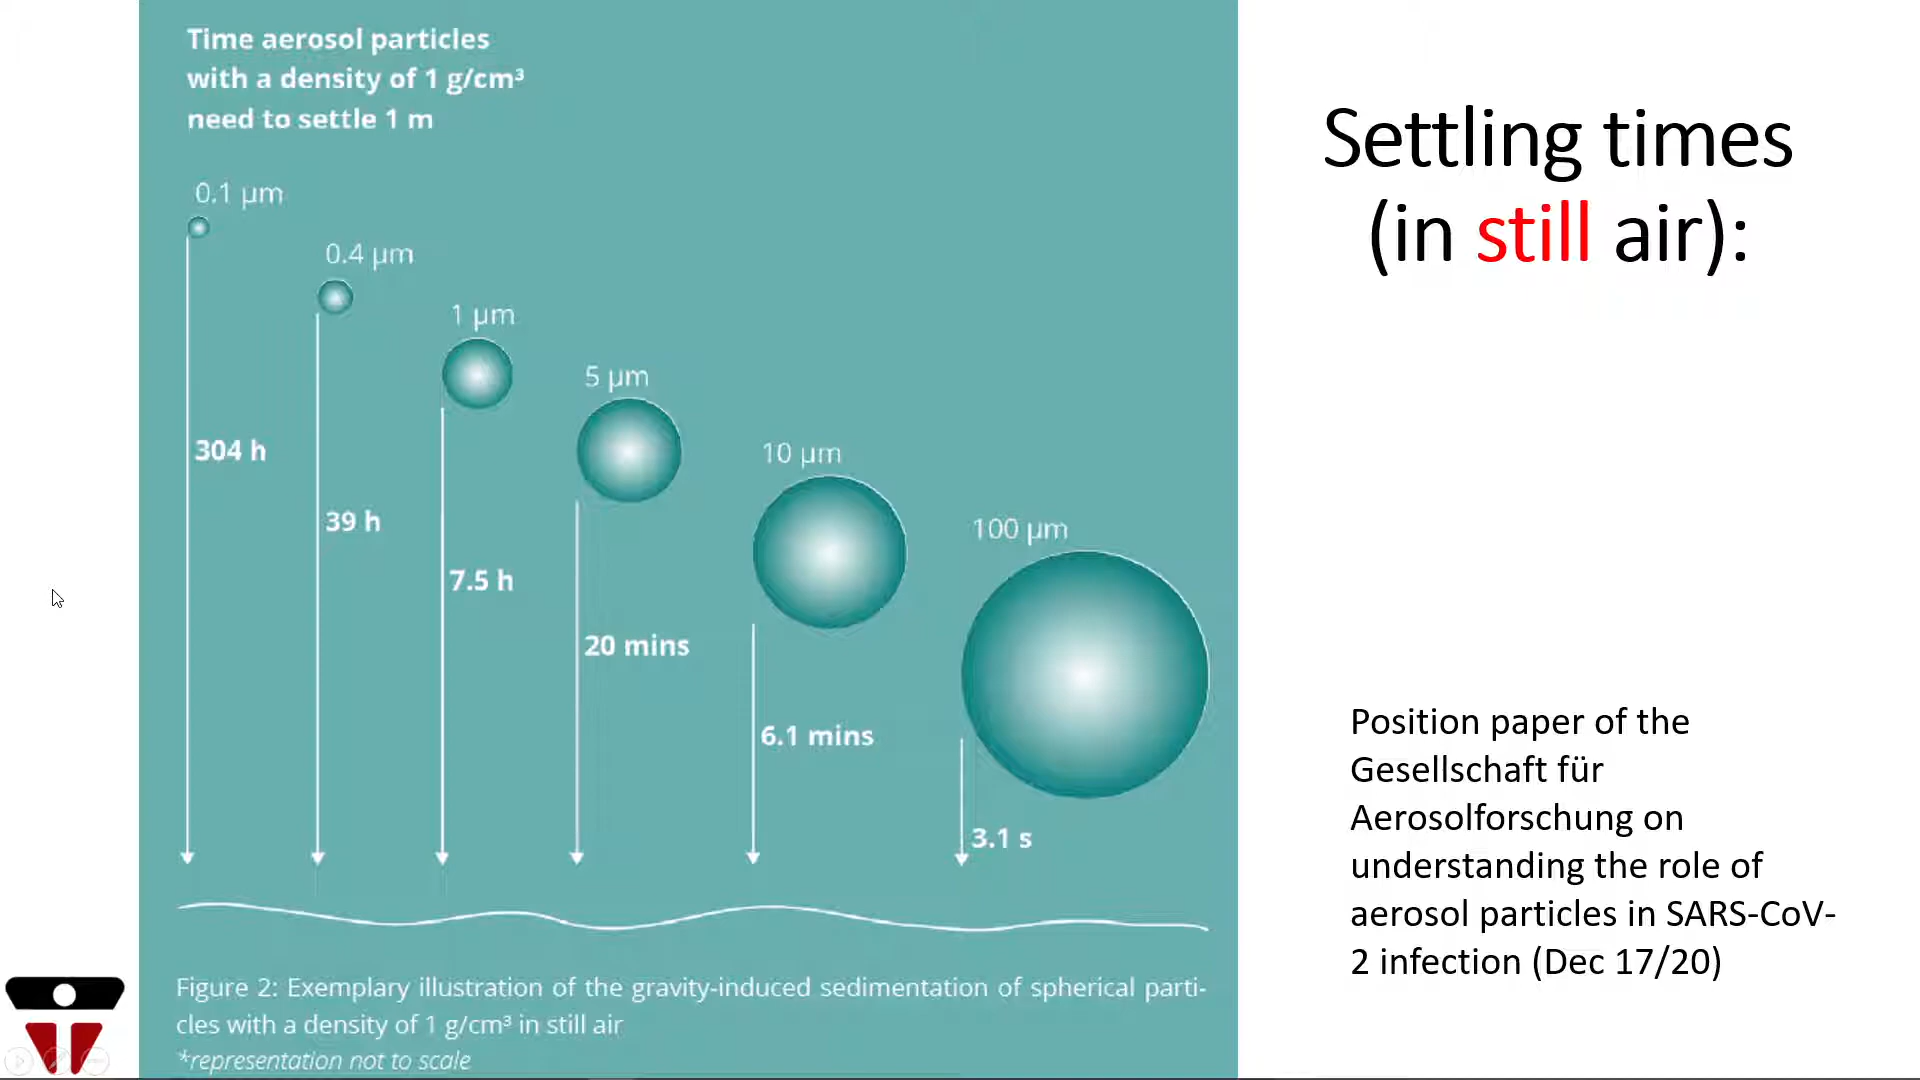 Time aerosol particles
with a density of 1 g/cm³
need to settle 1 m
0.1 µm
0.4 µm
1 µm
5 µm
10 µm
100 µm
304 h
39 h
7.5 h
20 mins
6.1 mins
3.1 s
Figure 2: Exemplary illustration of the gravity-induced sedimentation of spherical parti-
cles with a density of 1 g/cm³ in still air
*representation not to scale
Settling times
(in still air):
Position paper of the
Gesellschaft für
Aerosolforschung on
understanding the role of
aerosol particles in SARS-CoV-
2 infection (Dec 17/20)